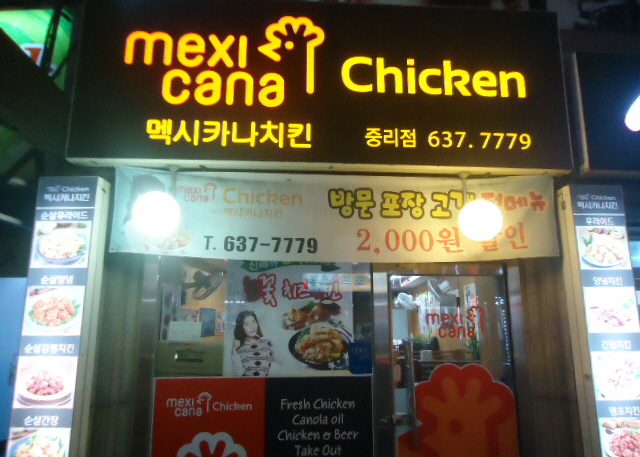 mexi
cana
Chicken
멕시카나치킨
중리점 637.7779
mexi
cana
Chicken
멕시카나치킨
T. 637-7779
방문 포장 고객 전메뉴
2,000원 할인
Chicken
멕시카나치킨
순살후라이드
순살양념
순살간장
Chicken
멕시카나치킨
후라이드
양념치킨
mexi
cana
mexi
cana
Chicken
Fresh Chicken
Canola oil
Chicken & Beer
Take Out